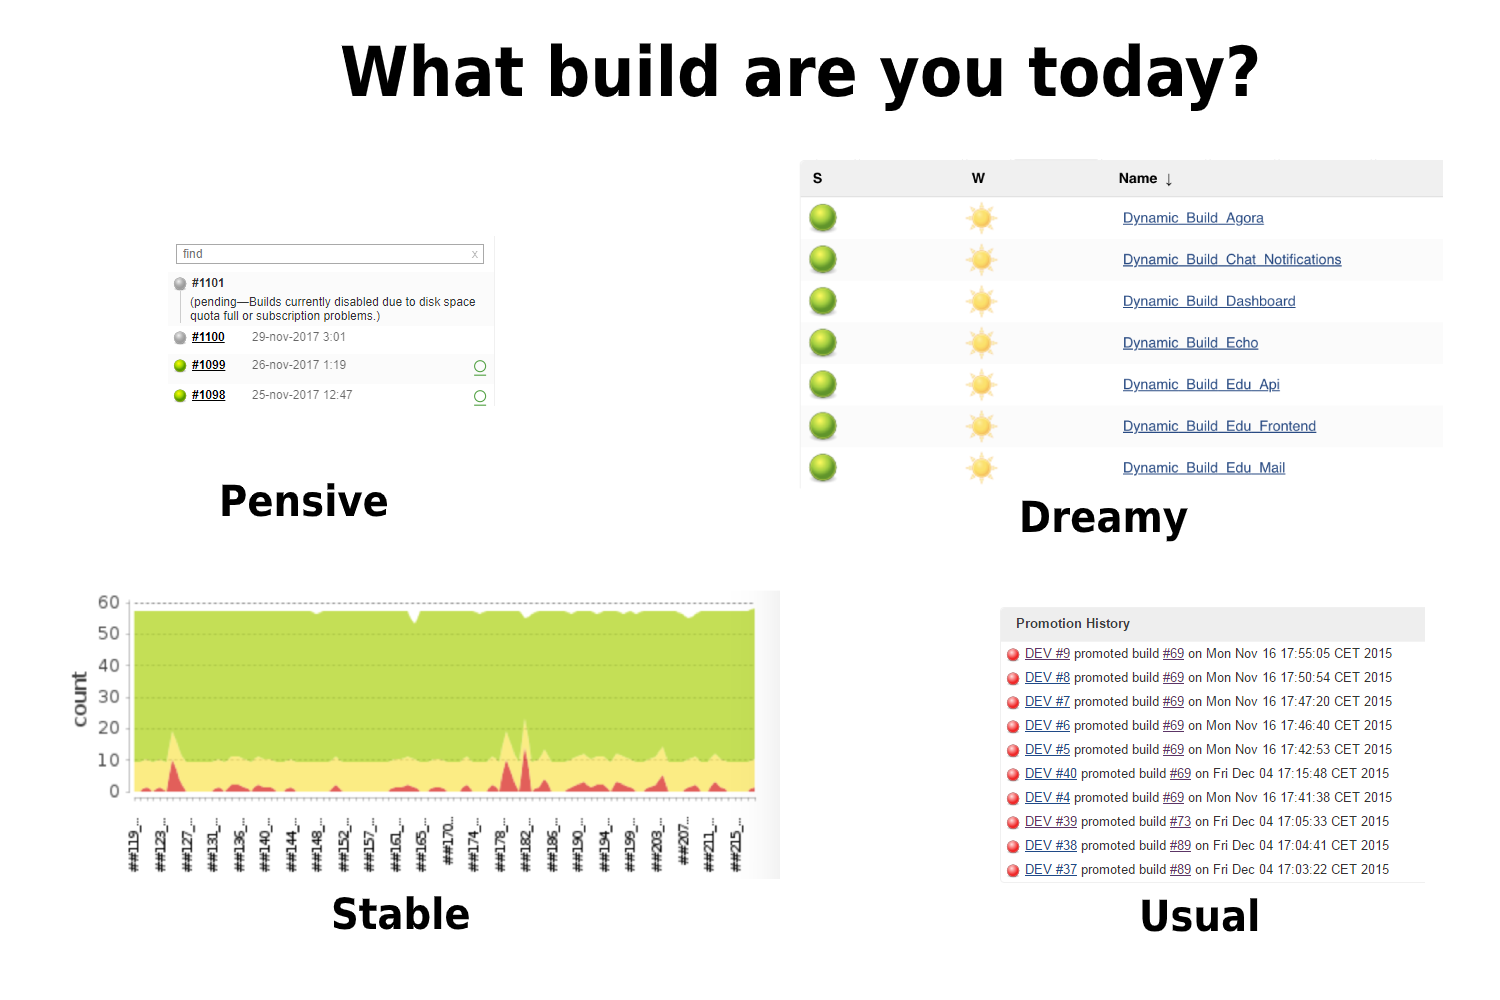 What build are you today?
find x
#1101
(pending—Builds currently disabled due to disk space
quota full or subscription problems.)
#1100 29-nov-2017 3:01
#1099 26-nov-2017 1:19
#1098 25-nov-2017 12:47
Pensive
S W Name ↓
Dynamic_Build_Agora
Dynamic_Build_Chat_Notifications
Dynamic_Build_Dashboard
Dynamic_Build_Echo
Dynamic_Build_Edu_Api
Dynamic_Build_Edu_Frontend
Dynamic_Build_Edu_Mail
Dreamy
60
50
40
30
20
10
0
count
##119_...
##123_...
##127_...
##131_...
##136_...
##140_...
##144_...
##148_...
##152_...
##157_...
##161_...
##165_...
##170...
##174_...
##178_...
##182_...
##186_...
##190_...
##194_...
##199_...
##203_...
##207...
##211_...
##215_...
Stable
Promotion History
DEV #9 promoted build #69 on Mon Nov 16 17:55:05 CET 2015
DEV #8 promoted build #69 on Mon Nov 16 17:50:54 CET 2015
DEV #7 promoted build #69 on Mon Nov 16 17:47:20 CET 2015
DEV #6 promoted build #69 on Mon Nov 16 17:46:40 CET 2015
DEV #5 promoted build #69 on Mon Nov 16 17:42:53 CET 2015
DEV #40 promoted build #69 on Fri Dec 04 17:15:48 CET 2015
DEV #4 promoted build #69 on Mon Nov 16 17:41:38 CET 2015
DEV #39 promoted build #73 on Fri Dec 04 17:05:33 CET 2015
DEV #38 promoted build #89 on Fri Dec 04 17:04:41 CET 2015
DEV #37 promoted build #89 on Fri Dec 04 17:03:22 CET 2015
Usual